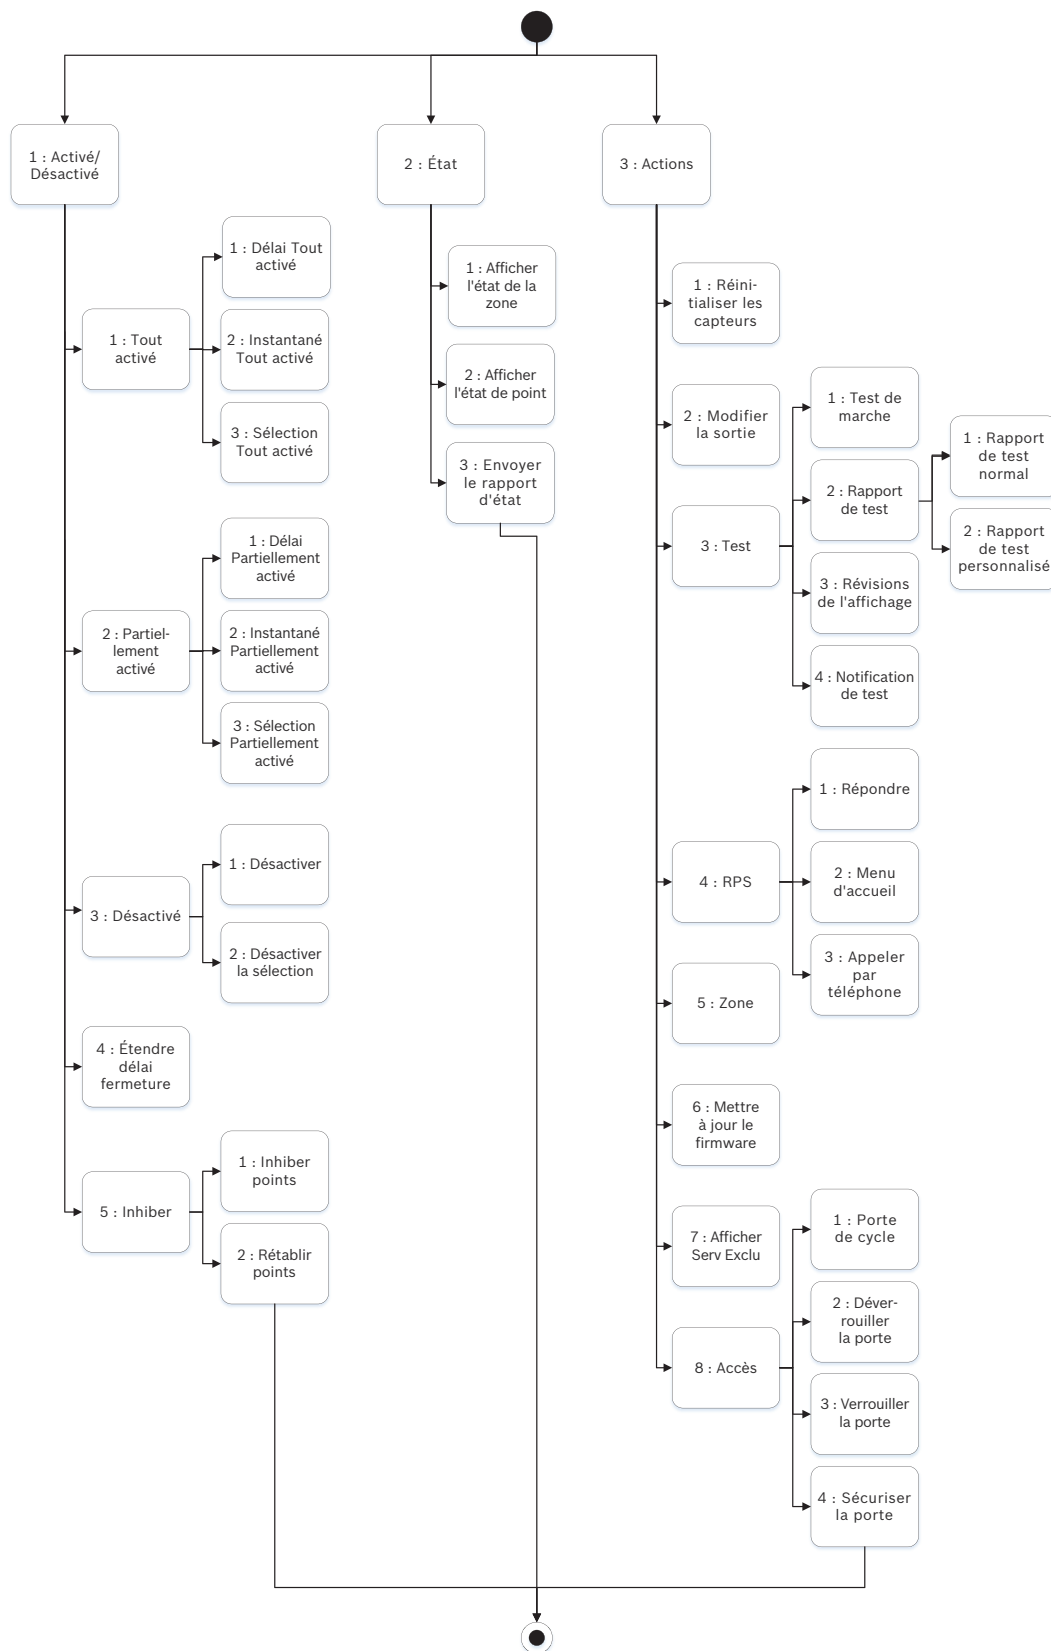 1 : Activé/
Désactivé
2 : État
3 : Actions
1 : Tout
activé
1 : Délai Tout
activé
2 : Instantané
Tout activé
3 : Sélection
Tout activé
2 : Partiel-
lement
activé
1 : Délai
Partiellement
activé
2 : Instantané
Partiellement
activé
3 : Sélection
Partiellement
activé
3 : Désactivé
1 : Désactiver
2 : Désactiver
la sélection
4 : Étendre
délai
fermeture
5 : Inhiber
1 : Inhiber
points
2 : Rétablir
points
1 : Afficher
l'état de la
zone
2 : Afficher
l'état de point
3 : Envoyer
le rapport
d'état
1 : Réini-
tialiser les
capteurs
2 : Modifier
la sortie
3 : Test
1 : Test de
marche
2 : Rapport
de test
1 : Rapport
de test
normal
2 : Rapport
de test
personnalisé
3 : Révisions
de l'affichage
4 : Notification
de test
4 : RPS
1 : Répondre
2 : Menu
d'accueil
3 : Appeler
par
téléphone
5 : Zone
6 : Mettre
à jour le
firmware
7 : Afficher
Serv Exclu
8 : Accès
1 : Porte
de cycle
2 : Déver-
rouiller
la porte
3 : Verrouiller
la porte
4 : Sécuriser
la porte